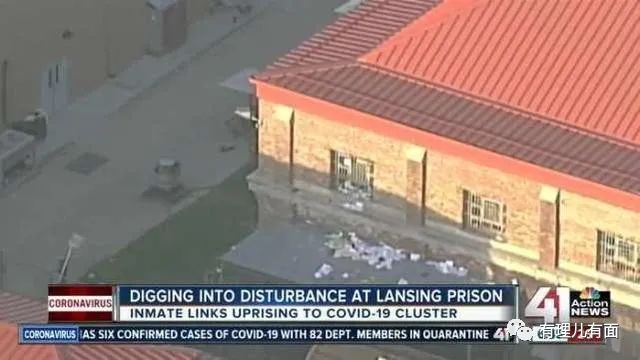 DIGGING INTO DISTURBANCE AT LANSING PRISON
CORONAVIRUS
INMATE LINKS UPRISING TO COVID-19 CLUSTER
41 Action NEWS
CORONAVIRUS
AS SIX CONFIRMED CASES OF COVID-19 WITH 82 DEPT. MEMBERS IN QUARANTINE
有理儿有面